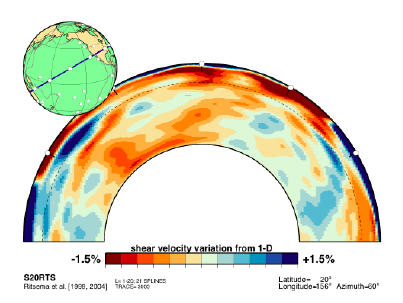 shear velocity variation from 1-D
-1.5% +1.5%
S20RTS
Ritsema et al. [1999, 2004]
Latitude= 20°
Longitude=-156° Azimuth=60°